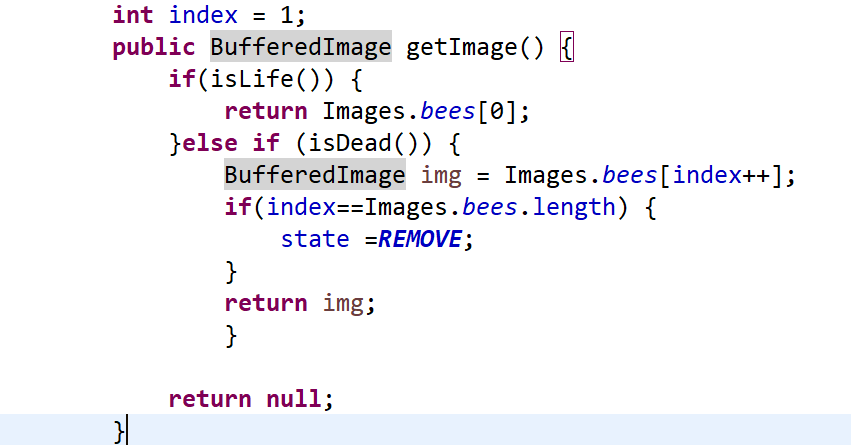 int index = 1;
public BufferedImage getImage() {
    if(isLife()) {
        return Images.bees[0];
    }else if (isDead()) {
        BufferedImage img = Images.bees[index++];
        if(index==Images.bees.length) {
            state =REMOVE;
        }
        return img;
        }

    return null;
}